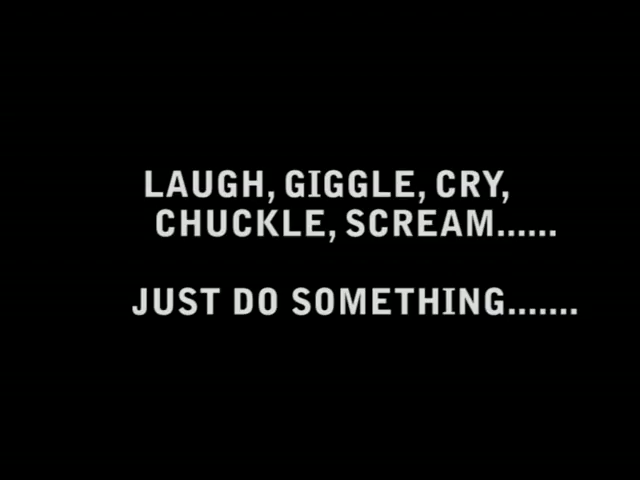 LAUGH, GIGGLE, CRY,
CHUCKLE, SCREAM......
JUST DO SOMETHING.......